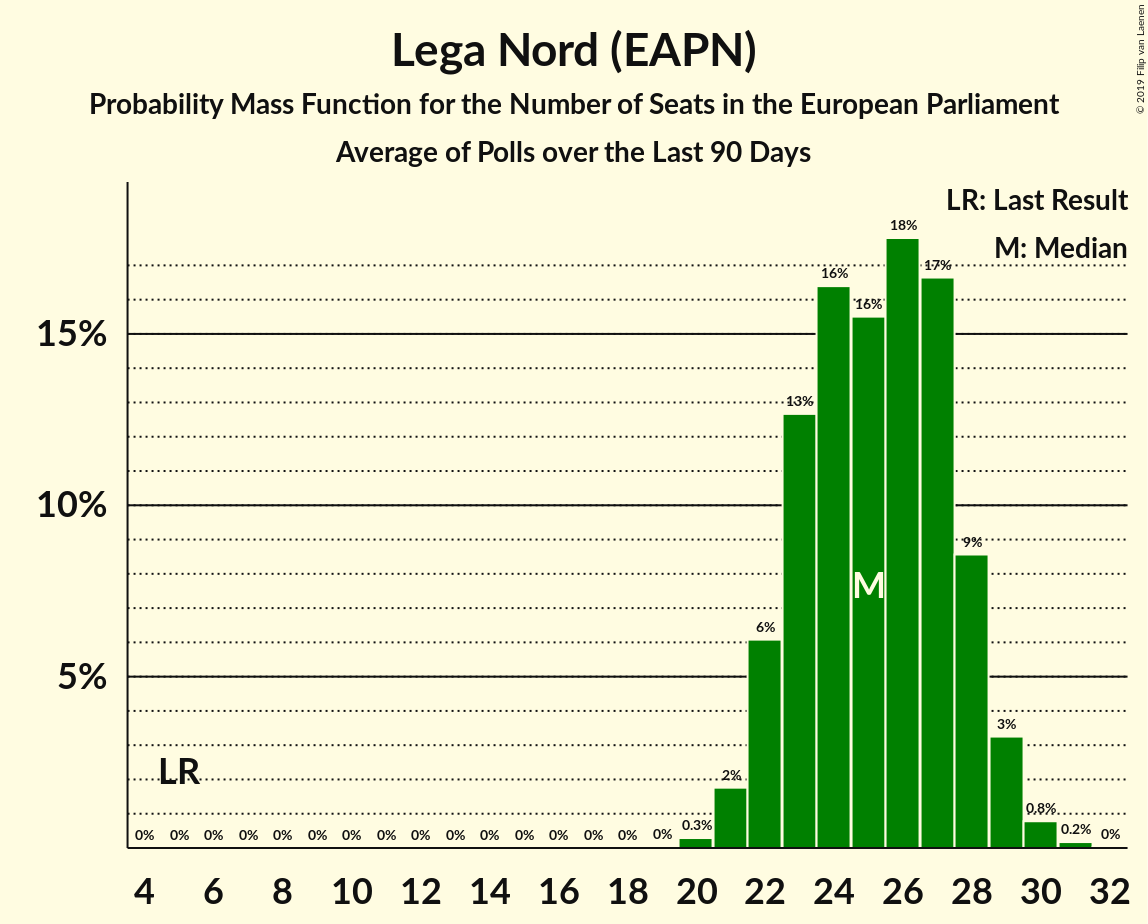 Lega Nord (EAPN)
Probability Mass Function for the Number of Seats in the European Parliament
Average of Polls over the Last 90 Days
© 2019 Filip van Laenen
LR: Last Result
M: Median
15%
10%
5%
0% 0% 0% 0% 0% 0% 0% 0% 0% 0% 0% 0% 0% 0% 0% 0% 0.3% 2% 6% 13% 16% 16% 18% 17% 9% 3% 0.8% 0.2% 0%
LR
M
4 6 8 10 12 14 16 18 20 22 24 26 28 30 32